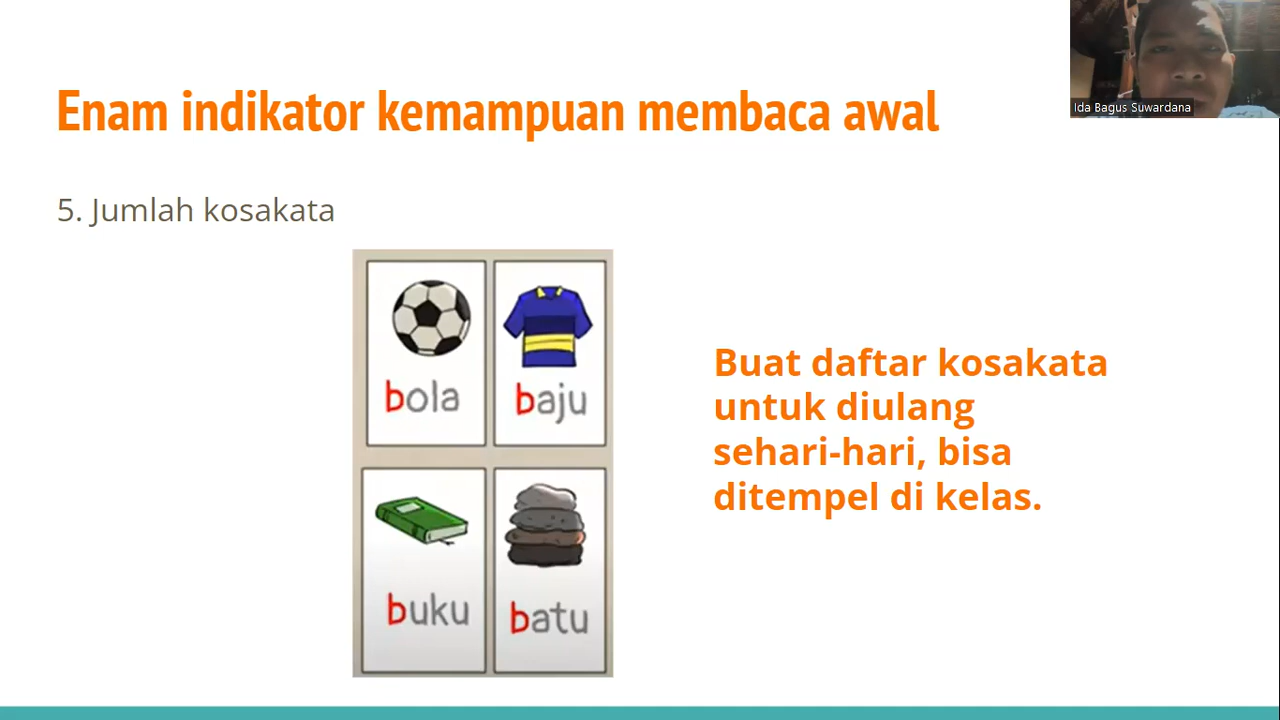 Enam indikator kemampuan membaca awal
Ida Bagus Suwardana
5. Jumlah kosakata
bola
baju
buku
batu
Buat daftar kosakata
untuk diulang
sehari-hari, bisa
ditempel di kelas.